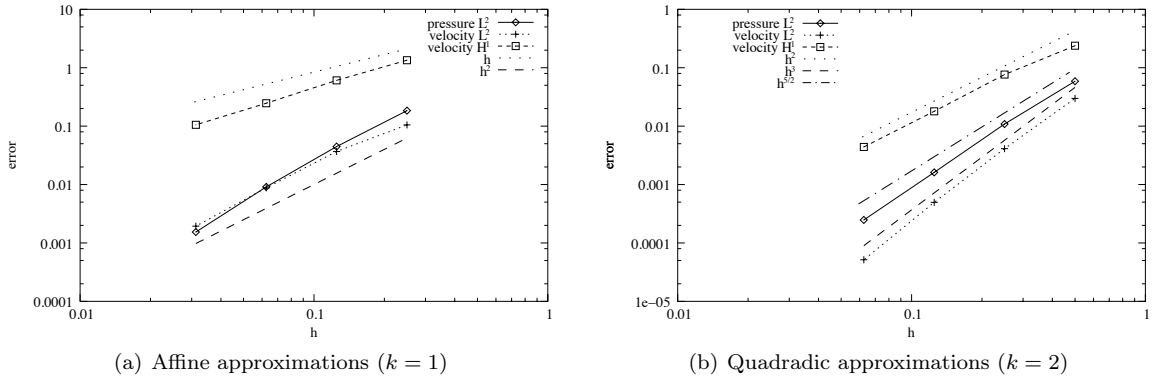 10
1
0.1
0.01
0.001
0.0001
error
0.01
0.1
1
h
pressure L²
velocity L²
velocity H¹
h
h²
(a) Affine approximations (k = 1)
1
0.1
0.01
0.001
0.0001
1e-05
error
0.01
0.1
1
h
pressure L²
velocity L²
velocity H¹
h²
h³
h⁵/²
(b) Quadradic approximations (k = 2)